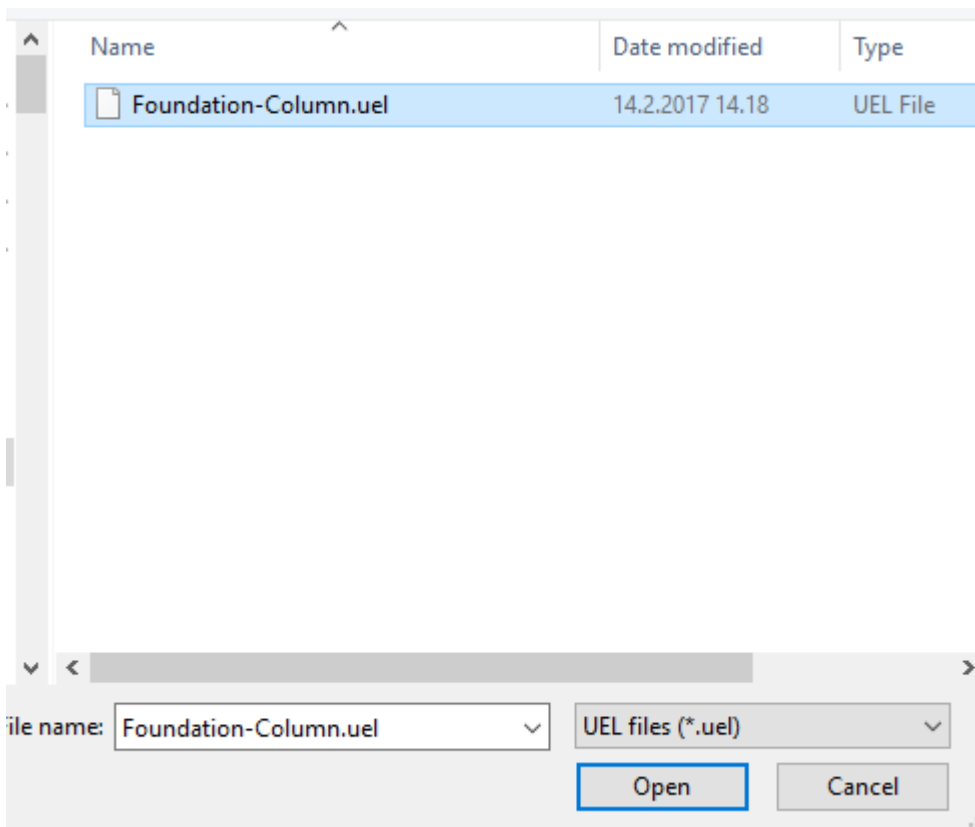 Name Date modified Type
Foundation-Column.uel 14.2.2017 14.18 UEL File
ile name: Foundation-Column.uel UEL files (*.uel)
Open Cancel